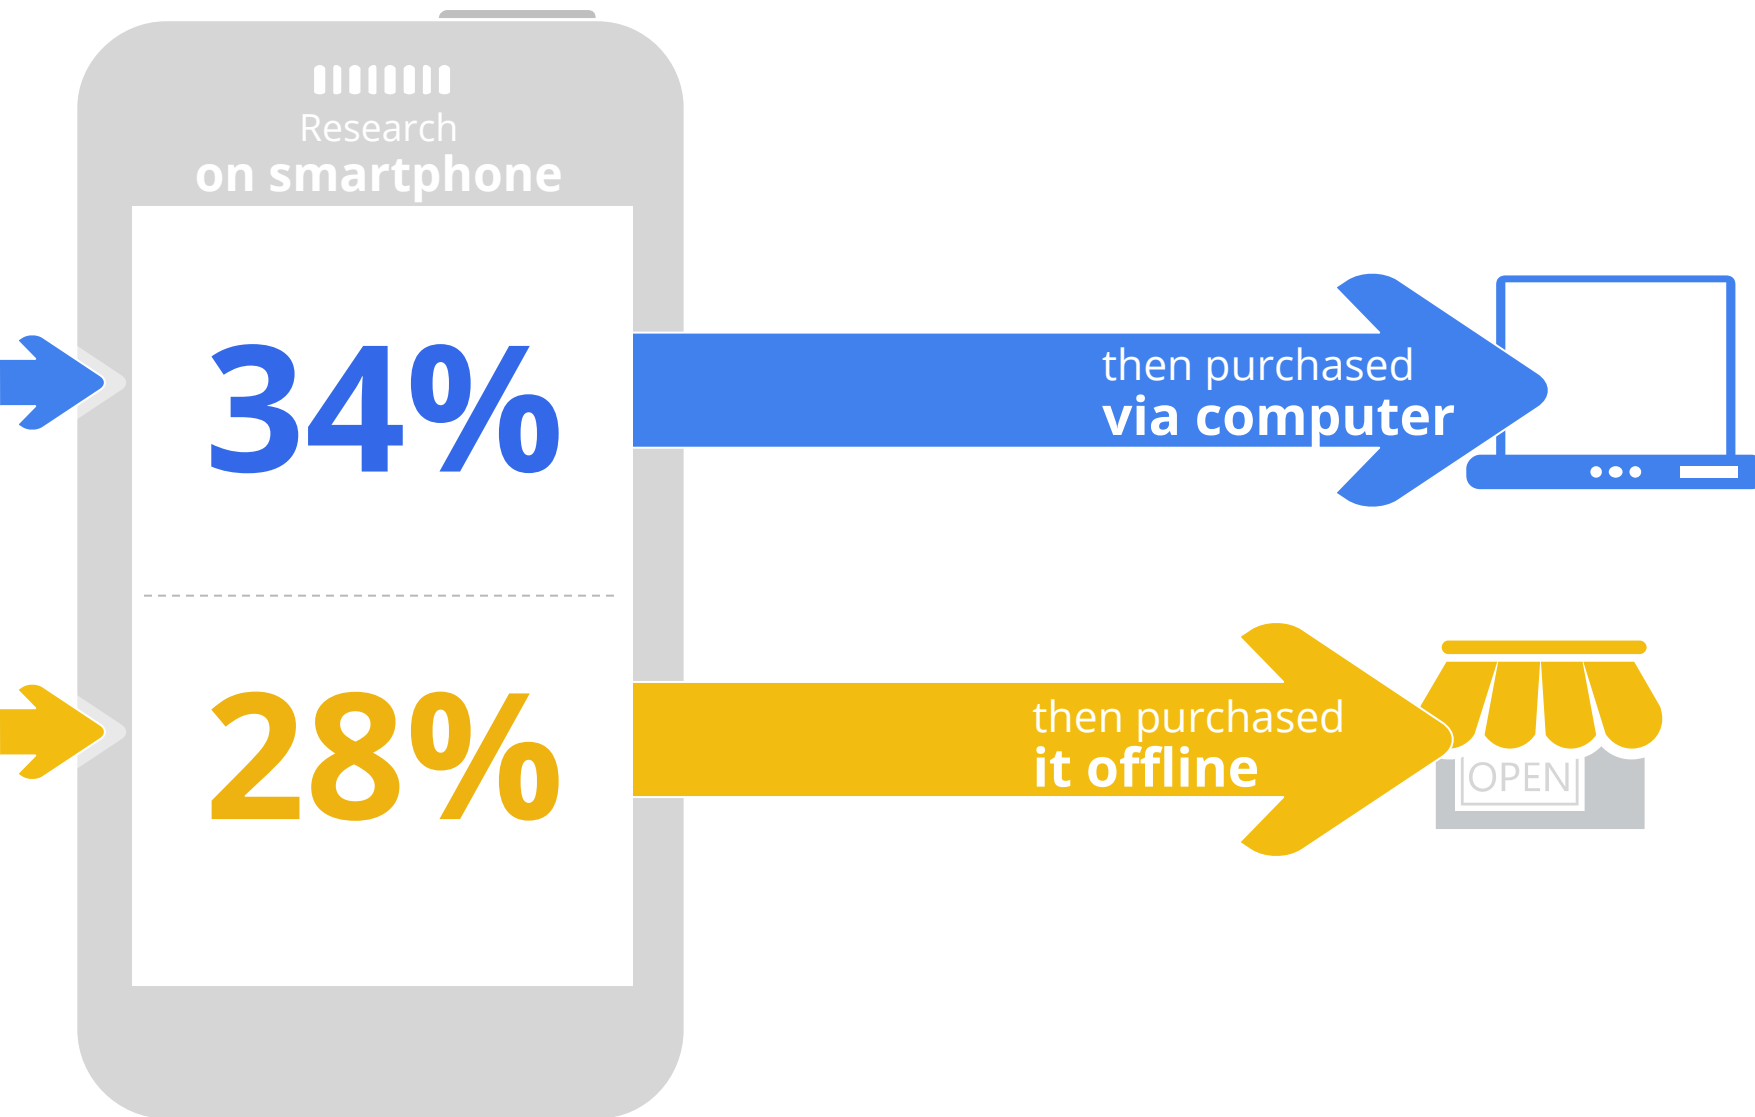 Research
on smartphone
34%
then purchased
via computer
28%
then purchased
it offline
OPEN